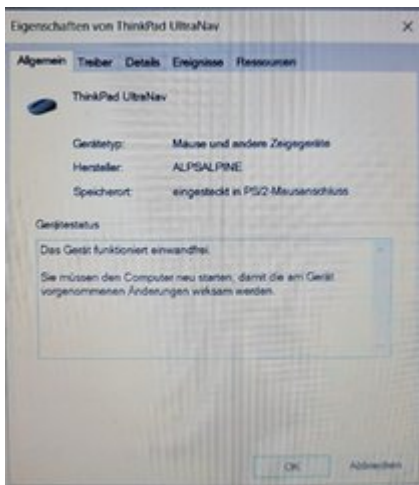 Eigenschaften von ThinkPad UltraNav
Allgemein Treiber Details Ereignisse Ressourcen
ThinkPad UltraNav
Gerätetyp: Mäuse und andere Zeigegeräte
Hersteller: ALPSALPINE
Speicherort: eingesteckt in PS/2-Mausanschluss
Gerätestatus
Das Gerät funktioniert einwandfrei.
Sie müssen den Computer neu starten, damit die am Gerät
vorgenommenen Änderungen wirksam werden.
OK Abbrechen